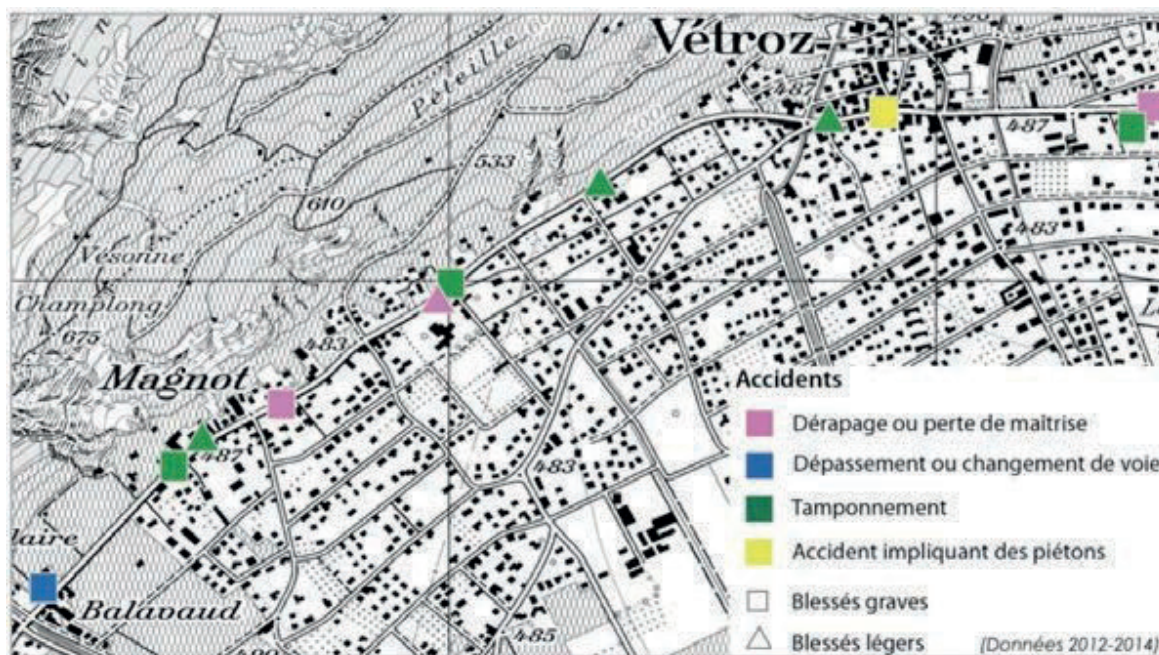 Vétroz
487
Péteille
500
487
533
610
483
Vésonne
Champlong
675
483
Magnot
487
483
Balavaud
485
Accidents
Dérapage ou perte de maîtrise
Dépassement ou changement de voie
Tamponnement
Accident impliquant des piétons
Blessés graves
Blessés légers
(Données 2012-2014)